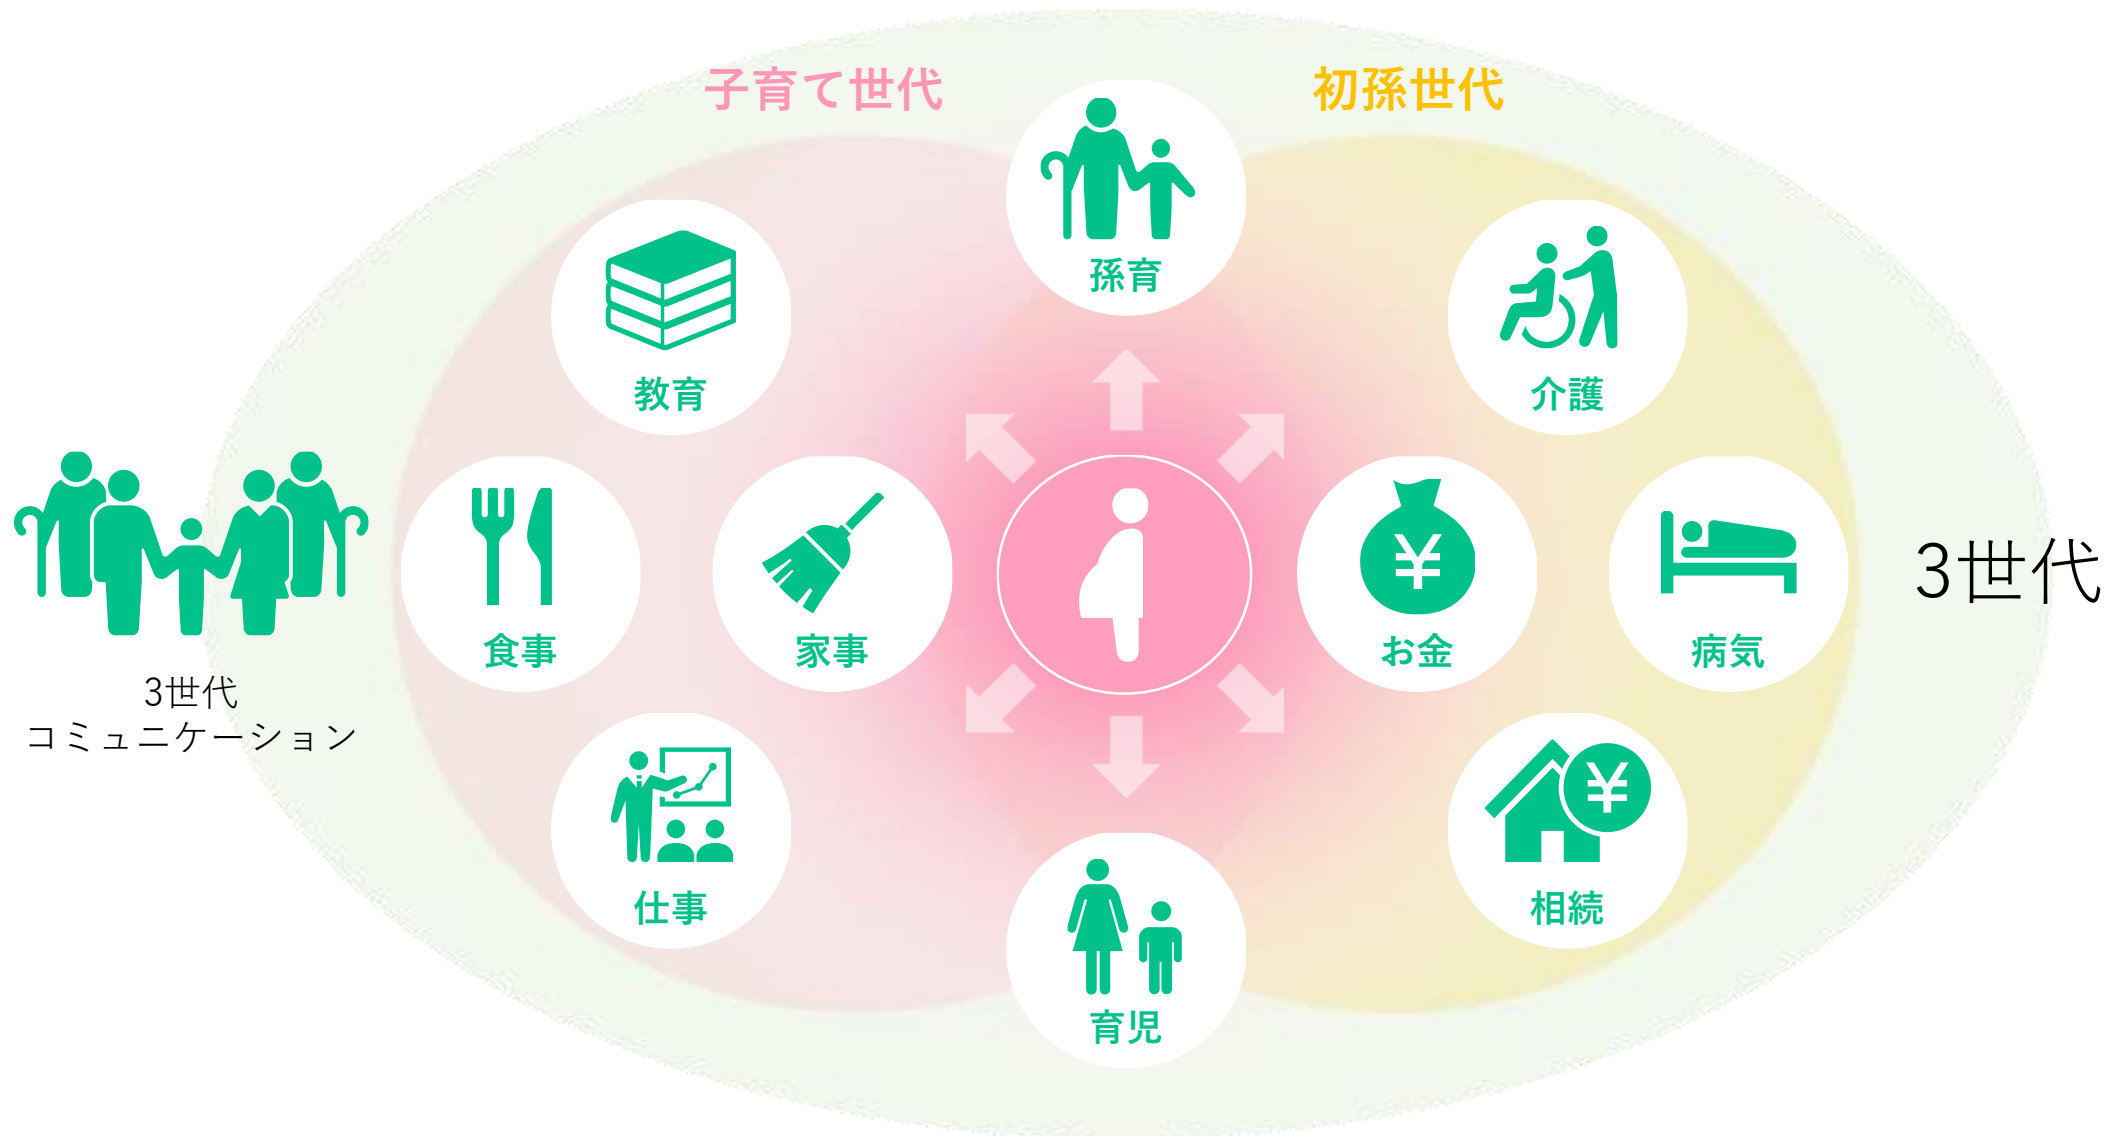 子育て世代
初孫世代
孫育
教育
介護
食事
家事
お金
病気
3世代
3世代
コミュニケーション
仕事
相続
育児